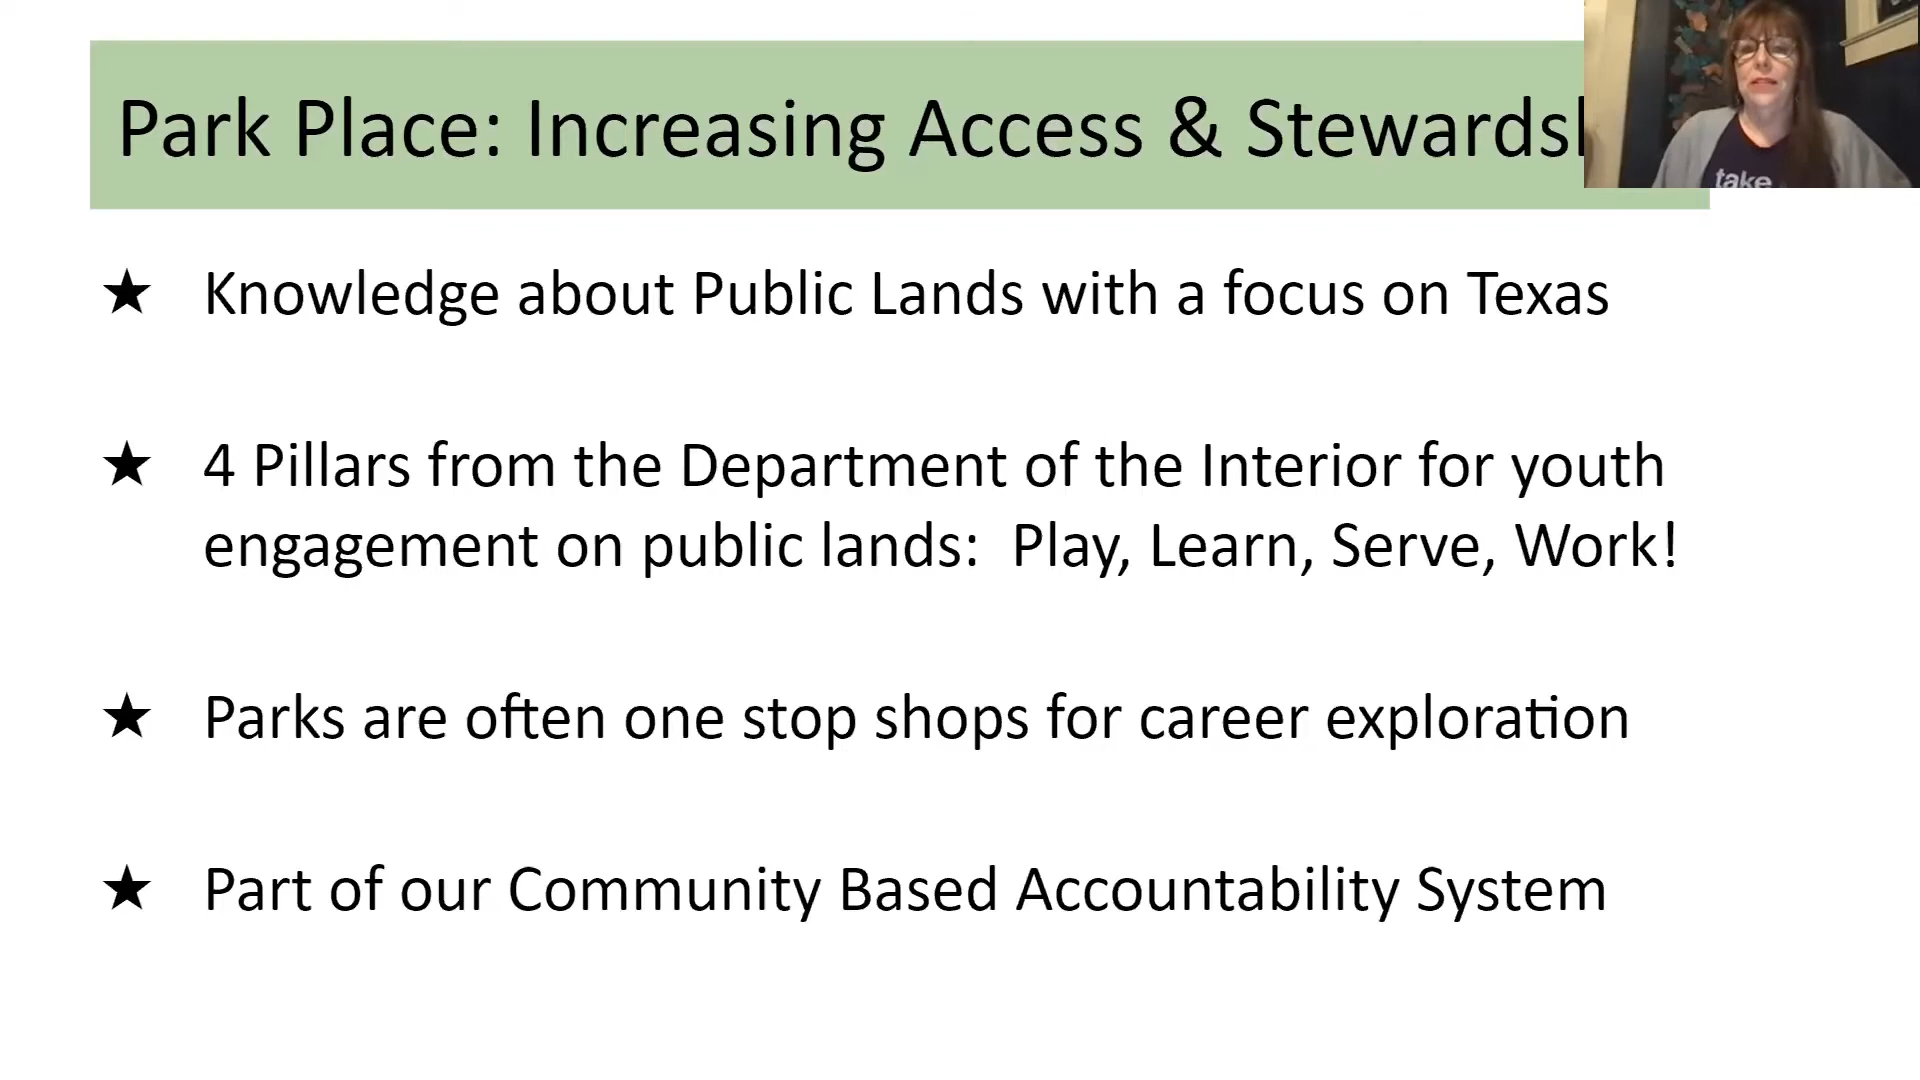 Park Place: Increasing Access &
★ Knowledge about Public Lands with a focus on Texas
★ 4 Pillars from the Department of the Interior for youth
engagement on public lands: Play, Learn, Serve, Work!
★ Parks are often one stop shops for career exploration
★ Part of our Community Based Accountability System
take